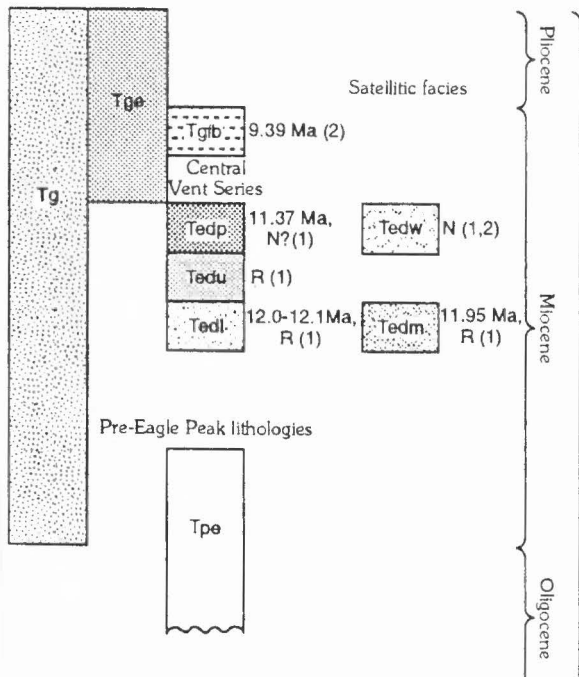 Pliocene
Satellitic facies
Tge
Tgfb 9.39 Ma (2)
Central
Vent Series
Tg
Tedp 11.37 Ma,
N?(1)
Tedw N (1,2)
Tedu R (1)
Tedl 12.0-12.1Ma,
R (1)
Tedm 11.95 Ma,
R (1)
Miocene
Pre-Eagle Peak lithologies
Tpe
Oligocene